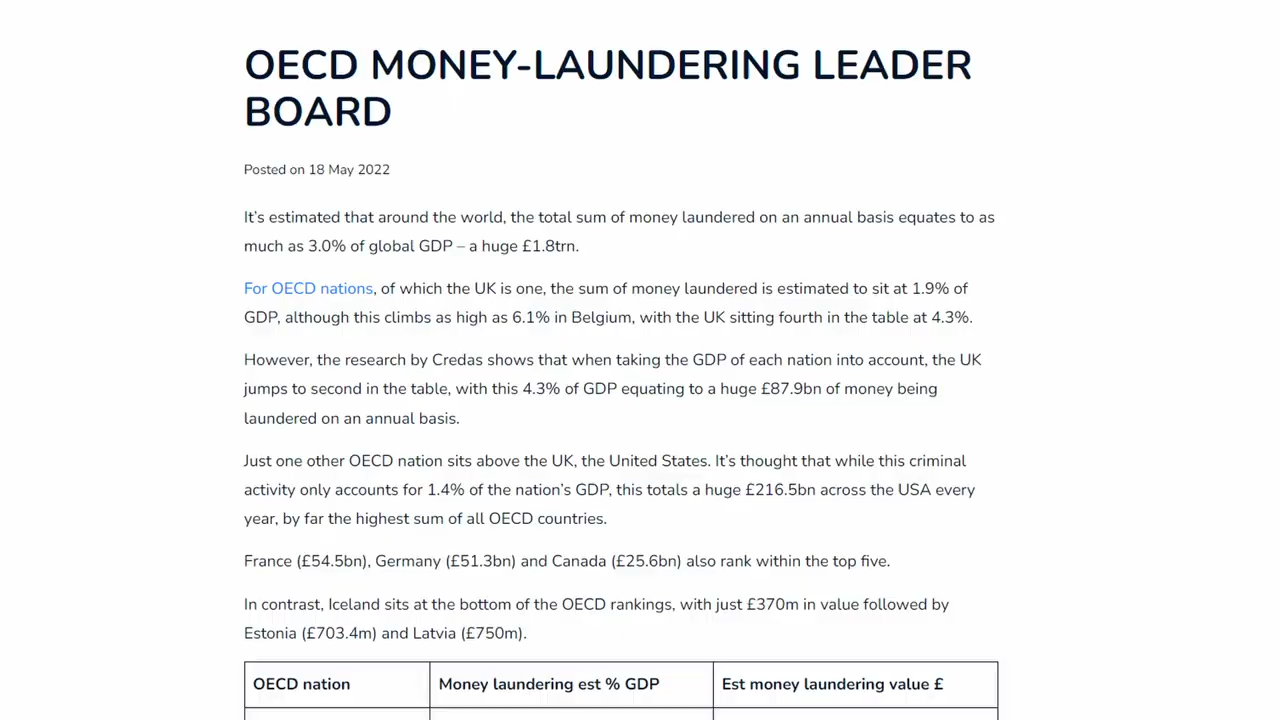 OECD MONEY-LAUNDERING LEADER
BOARD
Posted on 18 May 2022
It's estimated that around the world, the total sum of money laundered on an annual basis equates to as
much as 3.0% of global GDP – a huge £1.8trn.
For OECD nations, of which the UK is one, the sum of money laundered is estimated to sit at 1.9% of
GDP, although this climbs as high as 6.1% in Belgium, with the UK sitting fourth in the table at 4.3%.
However, the research by Credas shows that when taking the GDP of each nation into account, the UK
jumps to second in the table, with this 4.3% of GDP equating to a huge £87.9bn of money being
laundered on an annual basis.
Just one other OECD nation sits above the UK, the United States. It's thought that while this criminal
activity only accounts for 1.4% of the nation's GDP, this totals a huge £216.5bn across the USA every
year, by far the highest sum of all OECD countries.
France (£54.5bn), Germany (£51.3bn) and Canada (£25.6bn) also rank within the top five.
In contrast, Iceland sits at the bottom of the OECD rankings, with just £370m in value followed by
Estonia (£703.4m) and Latvia (£750m).
OECD nation Money laundering est % GDP Est money laundering value £